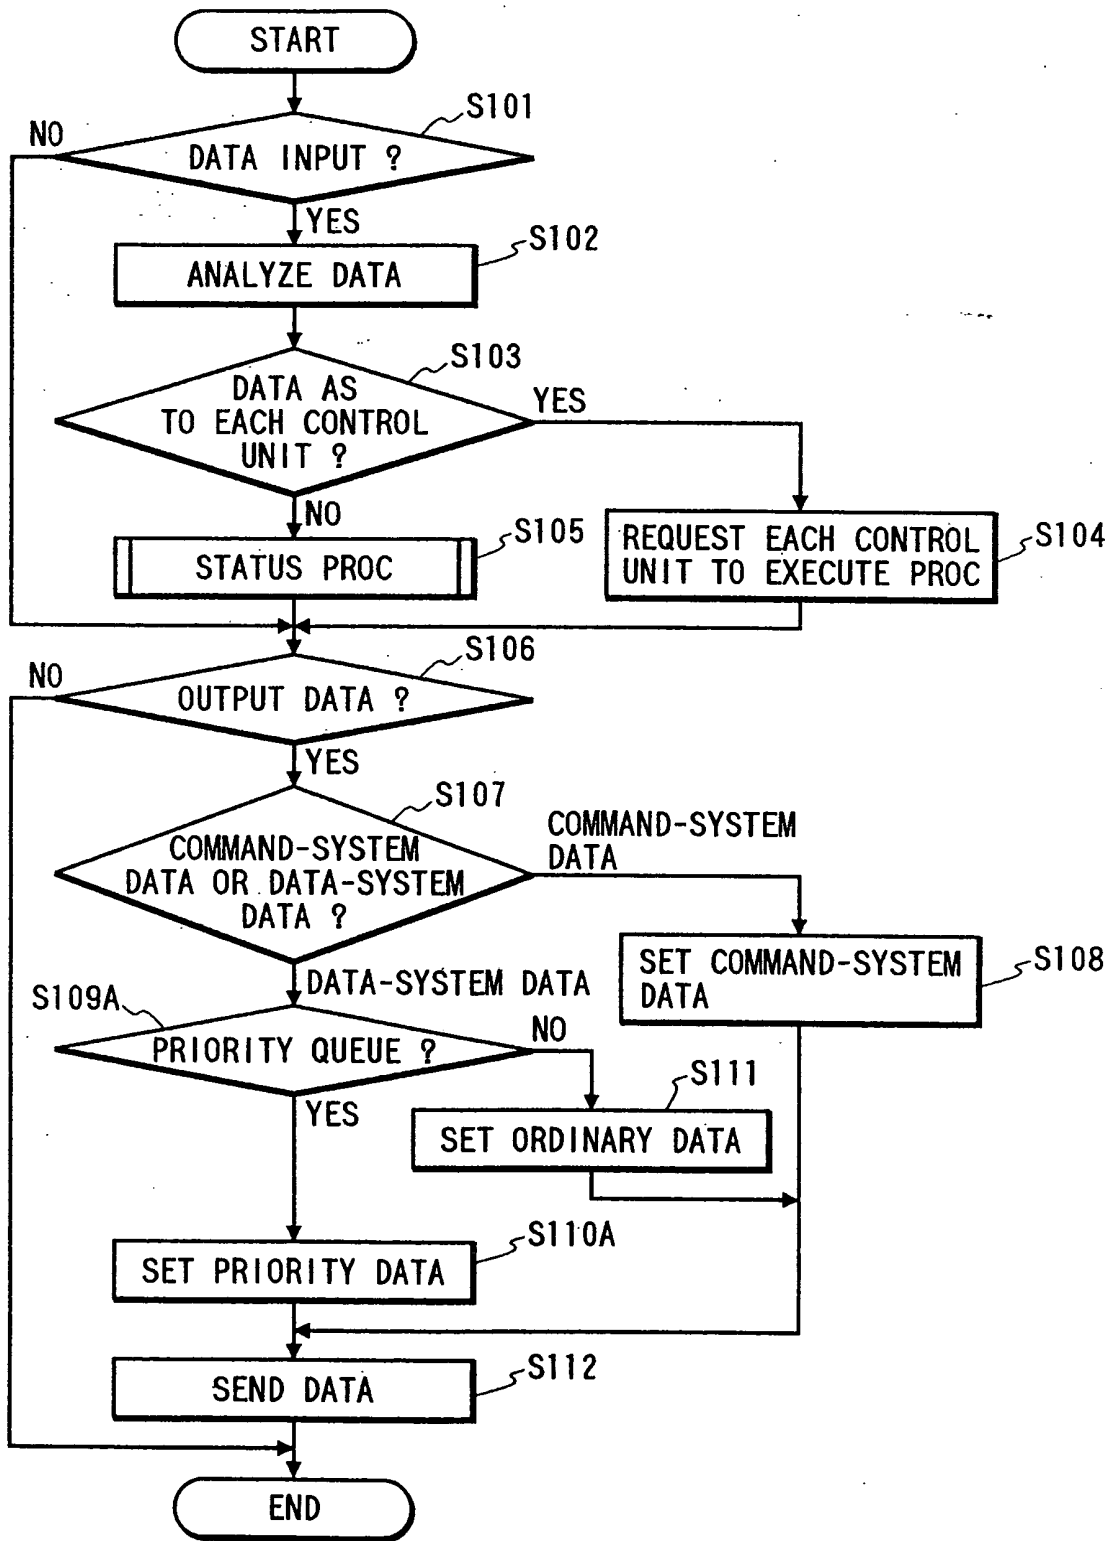 START
S101
NO
DATA INPUT ?
YES
S102
ANALYZE DATA
S103
DATA AS
TO EACH CONTROL
UNIT ?
YES
NO
S105
STATUS PROC
REQUEST EACH CONTROL
UNIT TO EXECUTE PROC
S104
S106
NO
OUTPUT DATA ?
YES
S107
COMMAND-SYSTEM
DATA OR DATA-SYSTEM
DATA ?
COMMAND-SYSTEM
DATA
SET COMMAND-SYSTEM
DATA
S108
DATA-SYSTEM DATA
S109A
PRIORITY QUEUE ?
NO
YES
S111
SET ORDINARY DATA
S110A
SET PRIORITY DATA
S112
SEND DATA
END